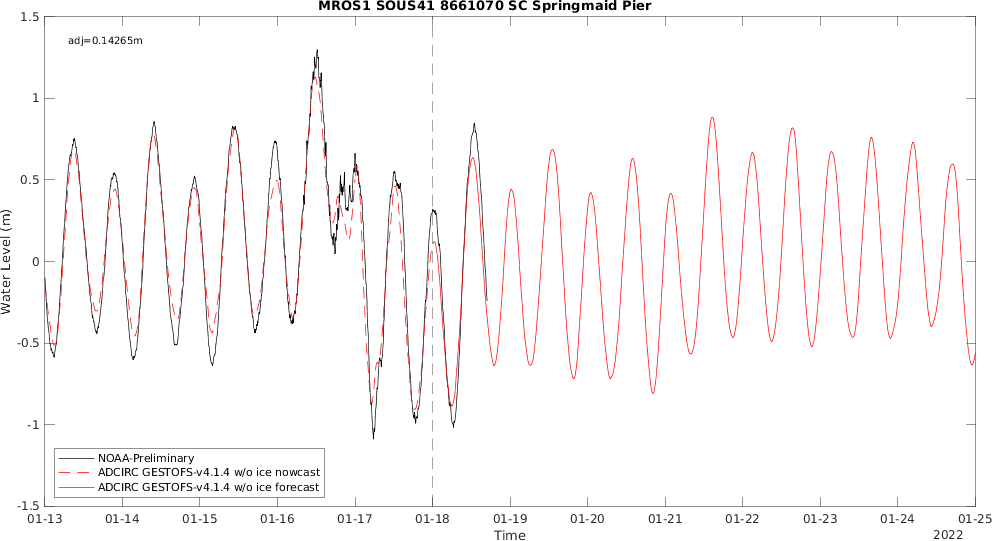 MROS1 SOUS41 8661070 SC Springmaid Pier
adj=0.14265m
1.5
1
0.5
0
-0.5
-1
-1.5
Water Level (m)
NOAA-Preliminary
ADCIRC GESTOFS-v4.1.4 w/o ice nowcast
ADCIRC GESTOFS-v4.1.4 w/o ice forecast
01-13 01-14 01-15 01-16 01-17 01-18 01-19 01-20 01-21 01-22 01-23 01-24 01-25
Time
2022